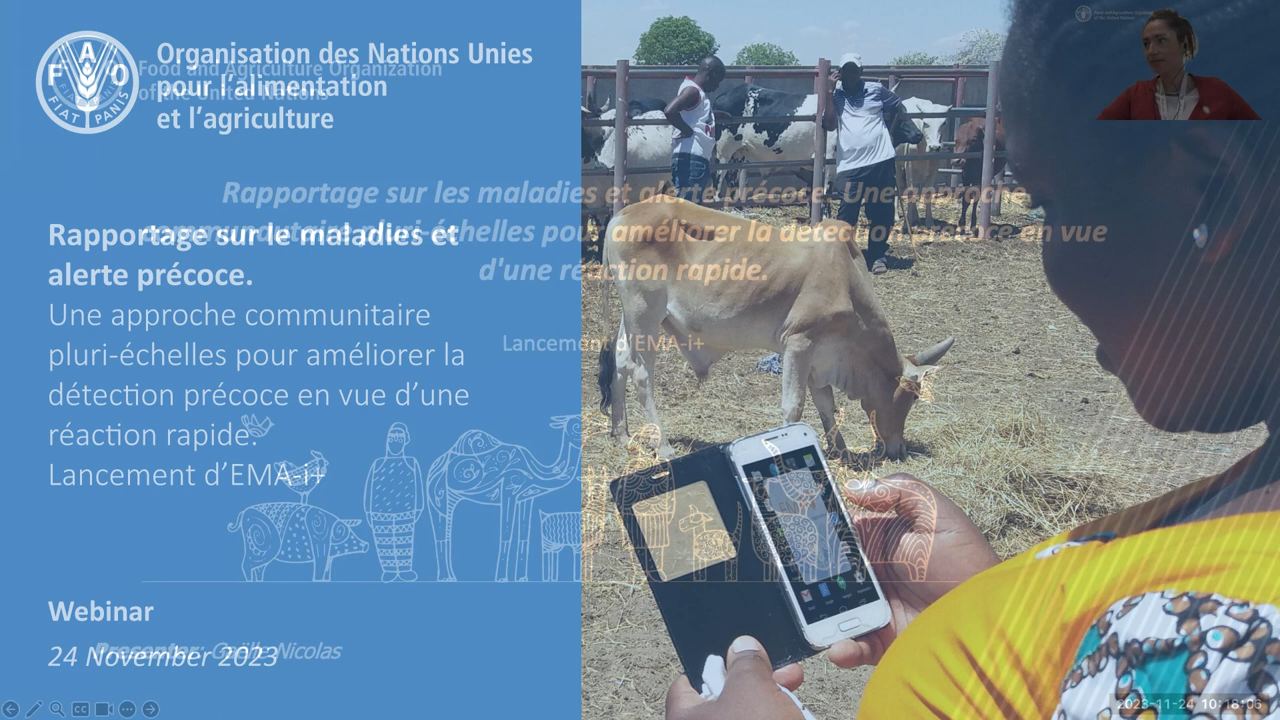 Organisation des Nations Unies
pour l'alimentation
et l'agriculture
Food and Agriculture Organization
of the United Nations
FAO
FIAT PANIS
Rapportage sur les maladies et alerte précoce. Une approche
communautaire pluri-échelles pour améliorer la détection précoce en vue
d'une réaction rapide.
Lancement d'EMA-i+
Rapportage sur le maladies et
alerte précoce.
Une approche communitaire
pluri-échelles pour améliorer la
détection précoce en vue d'une
réaction rapide.
Lancement d'EMA-i+
Webinar
24 November 2023
Presenter: Gaëlle Nicolas
CC
2023-11-24 10:18:06